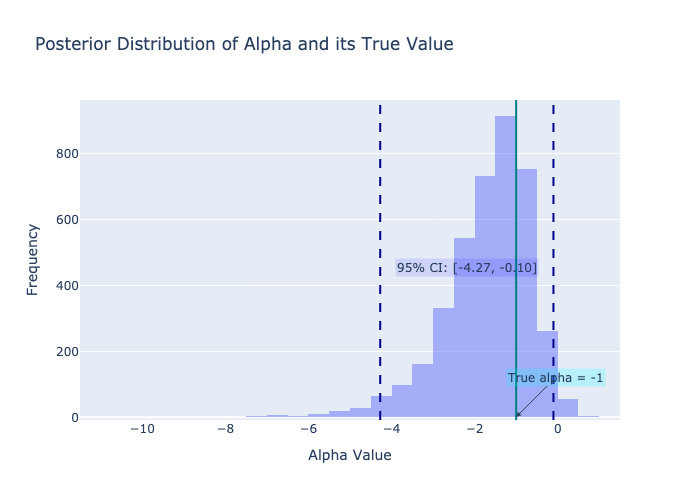 Posterior Distribution of Alpha and its True Value
Frequency
800
600
400
200
0
95% CI: [-4.27, -0.10]
True alpha = -1
−10 −8 −6 −4 −2 0
Alpha Value